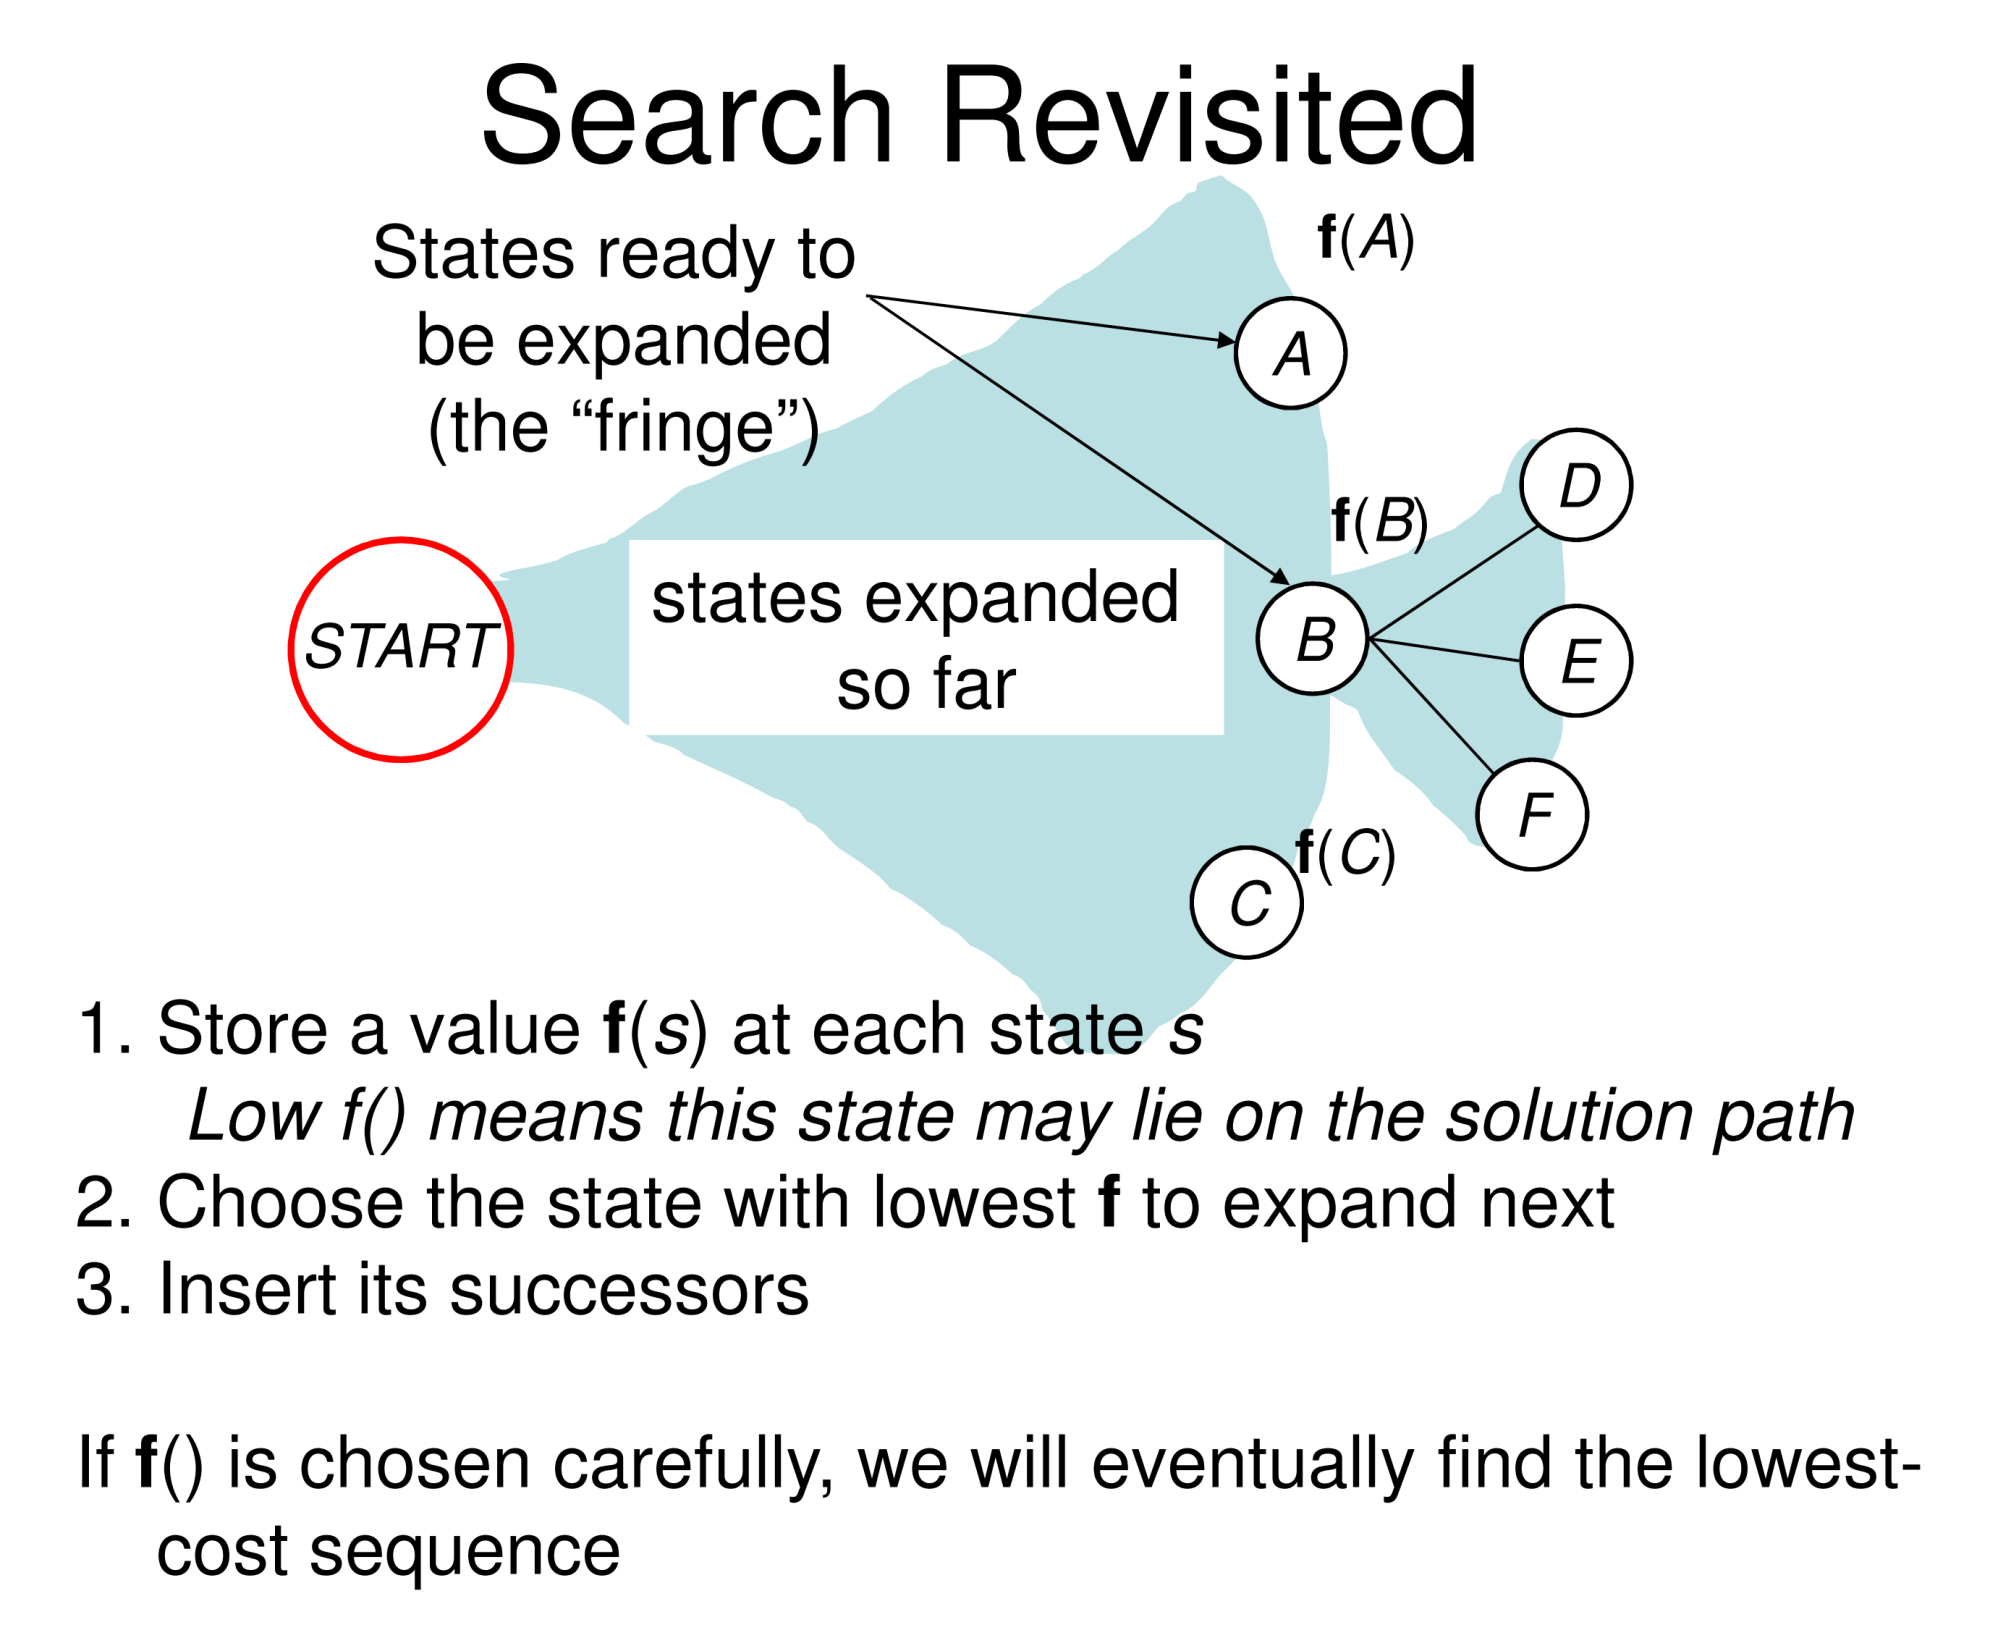 Search Revisited
States ready to
be expanded
(the “fringe”)
f(A)
A
D
f(B)
START
states expanded
so far
B
E
F
f(C)
C
1. Store a value f(s) at each state s
Low f() means this state may lie on the solution path
2. Choose the state with lowest f to expand next
3. Insert its successors
If f() is chosen carefully, we will eventually find the lowest-
cost sequence